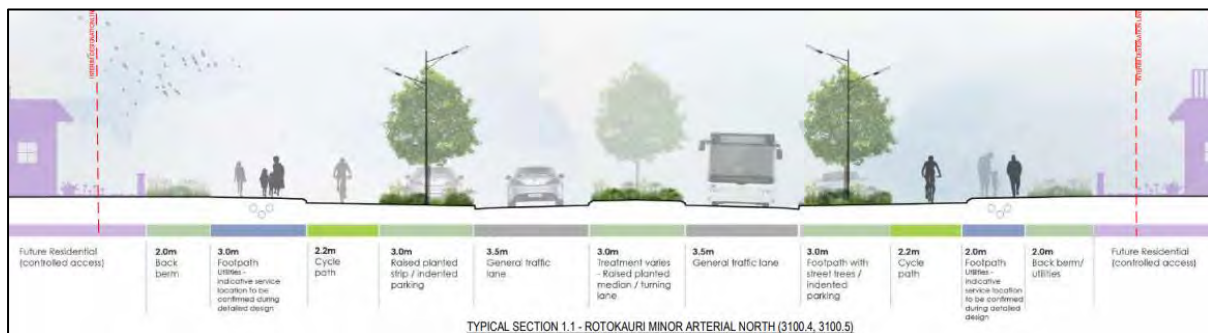 Future Residential
(controlled access)
2.0m
Back
berm
3.0m
Footpath
Utilities -
indicative service
location to be
confirmed during
detailed design
2.2m
Cycle
path
3.0m
Raised planted
strip / indented
parking
3.5m
General traffic
lane
3.0m
Treatment varies
- Raised planted
median / turning
lane
3.5m
General traffic lane
3.0m
Footpath with
street trees /
indented
parking
2.2m
Cycle
path
2.0m
Footpath
Utilities -
indicative
service location
to be confirmed
during detailed
design
2.0m
Back berm/
utilities
Future Residential
(controlled access)
TYPICAL SECTION 1.1 - ROTOKAURI MINOR ARTERIAL NORTH (3100.4, 3100.5)